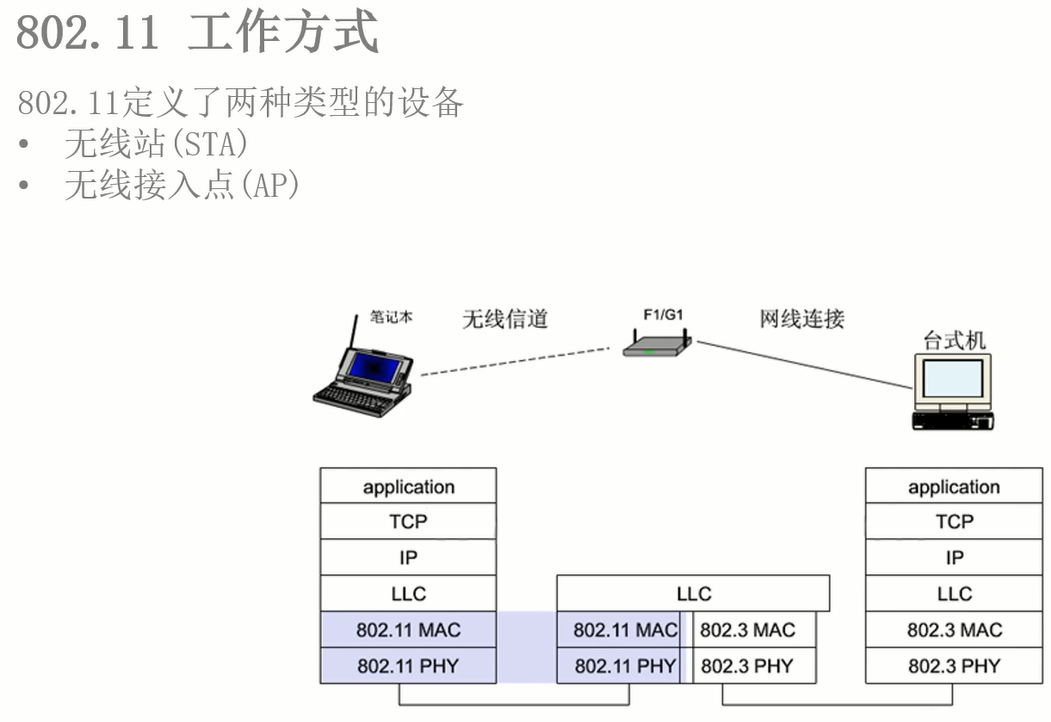 802.11 工作方式
802.11定义了两种类型的设备
• 无线站(STA)
• 无线接入点(AP)
笔记本 无线信道 F1/G1 网线连接 台式机
application application
TCP TCP
IP IP
LLC LLC LLC
802.11 MAC 802.11 MAC 802.3 MAC 802.3 MAC
802.11 PHY 802.11 PHY 802.3 PHY 802.3 PHY